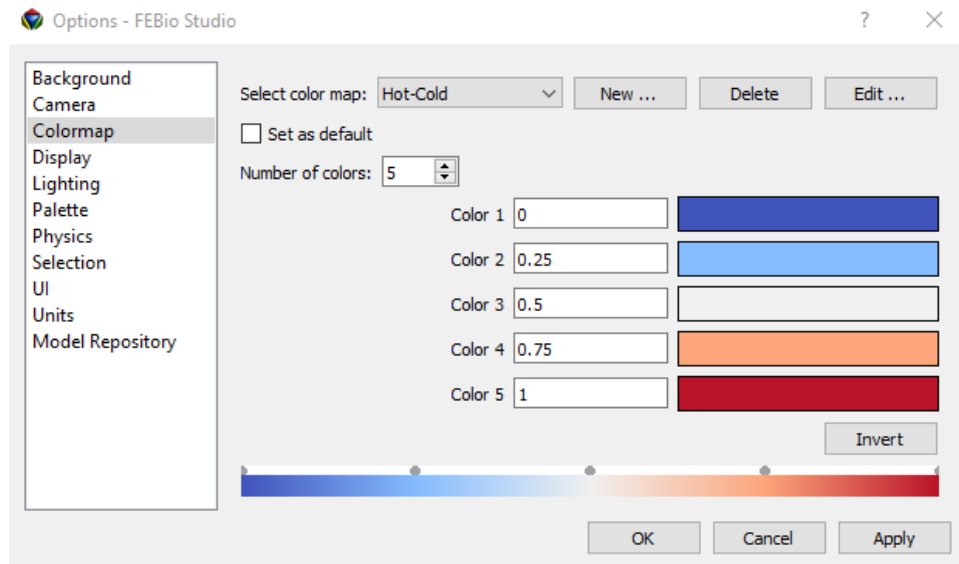 Options - FEBio Studio
?
Background
Camera
Colormap
Display
Lighting
Palette
Physics
Selection
UI
Units
Model Repository
Select color map: Hot-Cold New ... Delete Edit ...
Set as default
Number of colors: 5
Color 1 0
Color 2 0.25
Color 3 0.5
Color 4 0.75
Color 5 1
Invert
OK Cancel Apply